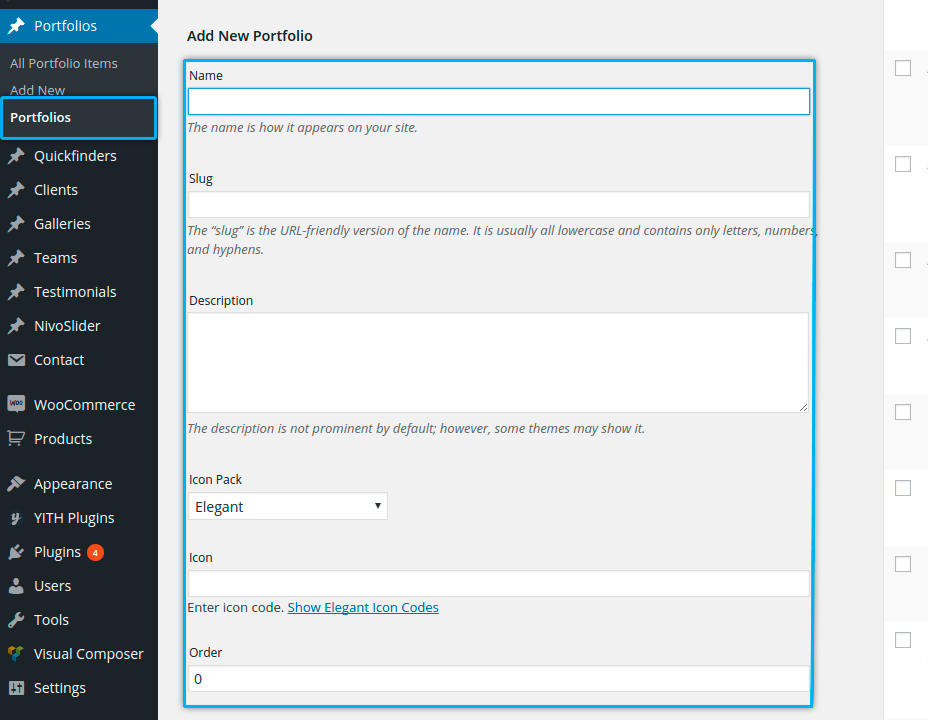 Portfolios
All Portfolio Items
Add New
Portfolios
Quickfinders
Clients
Galleries
Teams
Testimonials
NivoSlider
Contact
WOO
WooCommerce
Products
Appearance
YITH Plugins
Plugins 4
Users
Tools
Visual Composer
Settings
Add New Portfolio
Name
The name is how it appears on your site.
Slug
The “slug” is the URL-friendly version of the name. It is usually all lowercase and contains only letters, numbers,
and hyphens.
Description
The description is not prominent by default; however, some themes may show it.
Icon Pack
Elegant
Icon
Enter icon code. Show Elegant Icon Codes
Order
0